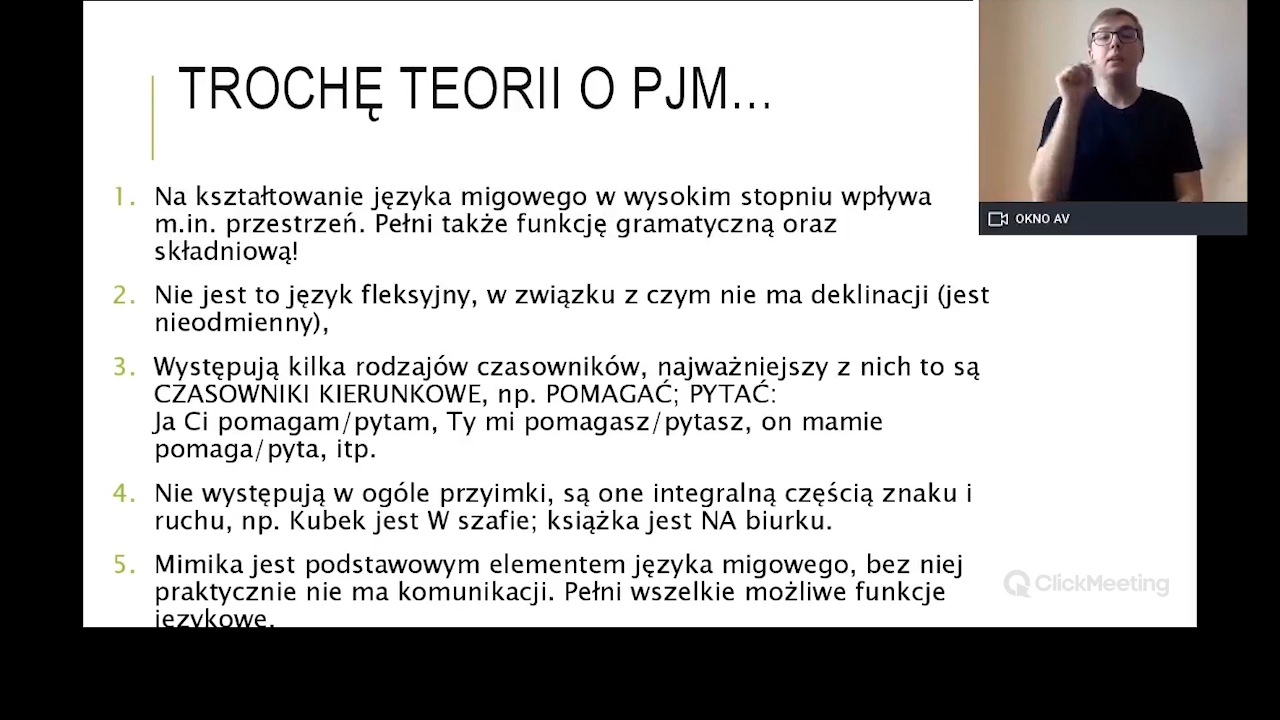 TROCHĘ TEORII O PJM...
OKNO AV
1. Na kształtowanie języka migowego w wysokim stopniu wpływa
m.in. przestrzeń. Pełni także funkcję gramatyczną oraz
składniową!
2. Nie jest to język fleksyjny, w związku z czym nie ma deklinacji (jest
nieodmienny),
3. Występują kilka rodzajów czasowników, najważniejszy z nich to są
CZASOWNIKI KIERUNKOWE, np. POMAGAĆ; PYTAĆ:
Ja Ci pomagam/pytam, Ty mi pomagasz/pytasz, on mamie
pomaga/pyta, itp.
4. Nie występują w ogóle przyimki, są one integralną częścią znaku i
ruchu, np. Kubek jest W szafie; książka jest NA biurku.
5. Mimika jest podstawowym elementem języka migowego, bez niej
praktycznie nie ma komunikacji. Pełni wszelkie możliwe funkcje
językowe.
ClickMeeting